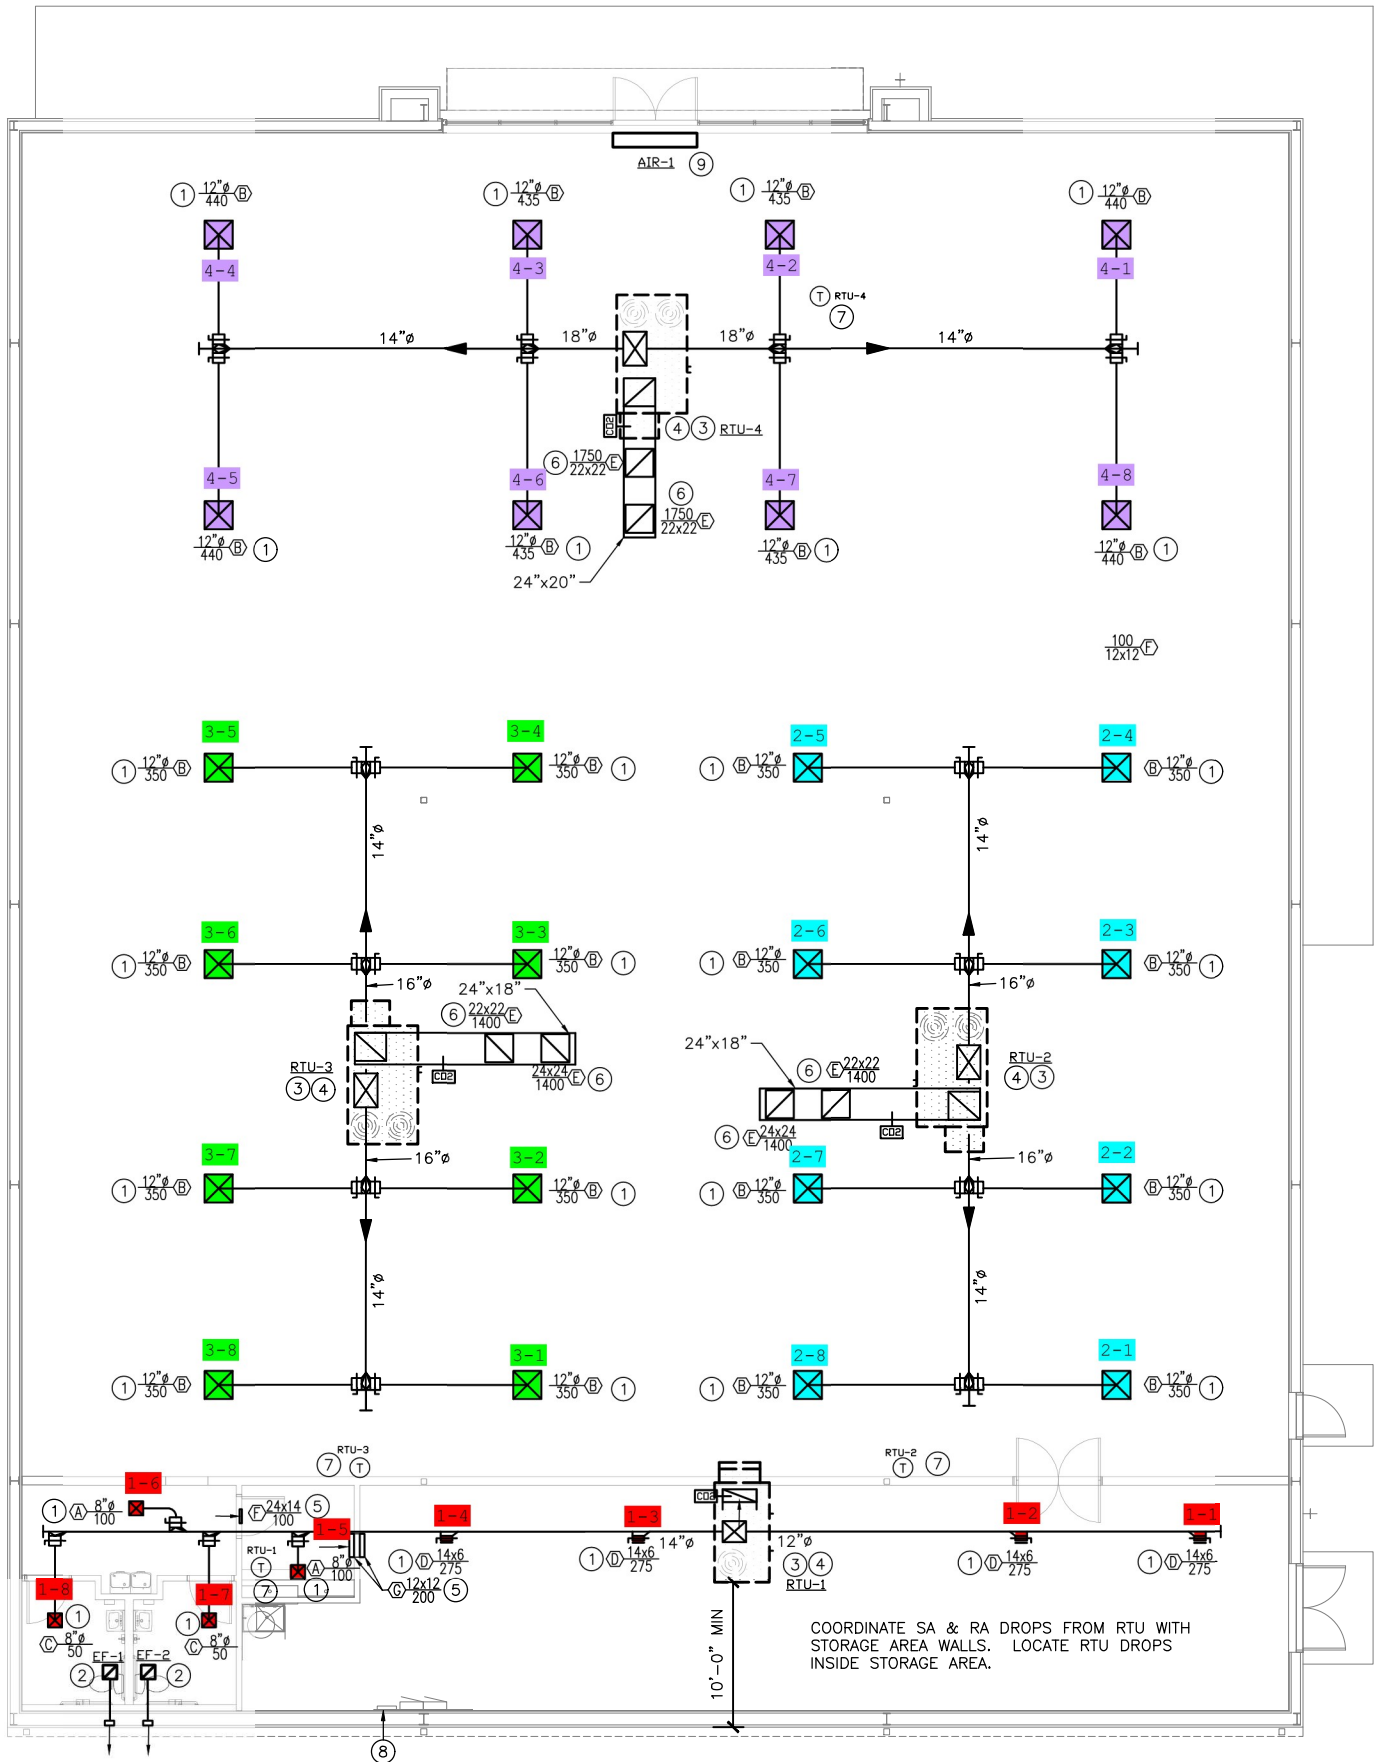 AIR-1 9
1 12"ø B
440
1 12"ø B
435
1 12"ø B
435
1 12"ø B
440
4-4
4-3
4-2
4-1
T RTU-4
7
14"ø
18"ø
18"ø
14"ø
CO2
4 3 RTU-4
6 1750 E
22x22
6
1750 E
22x22
4-5
4-6
4-7
4-8
12"ø B 1
440
12"ø B 1
435
12"ø B 1
435
12"ø B 1
440
24"x20"
100 F
12x12
3-5
3-4
2-5
2-4
1 12"ø B
350
12"ø B 1
350
1 B 12"ø
350
B 12"ø 1
350
14"ø
14"ø
3-6
3-3
2-6
2-3
1 12"ø B
350
12"ø B 1
350
1 B 12"ø
350
B 12"ø 1
350
16"ø
24"x18"
16"ø
6 22x22 E
1400
RTU-3
3 4
CO2
24x24 E 6
1400
24"x18"
6 E 22x22
1400
RTU-2
4 3
6 E 24x24
1400
CO2
16"ø
16"ø
3-7
3-2
2-7
2-2
1 12"ø B
350
12"ø B 1
350
1 B 12"ø
350
B 12"ø 1
350
14"ø
14"ø
3-8
3-1
2-8
2-1
1 12"ø B
350
12"ø B 1
350
1 B 12"ø
350
B 12"ø 1
350
RTU-3
7 T
RTU-2
T 7
1-6
1 A 8"ø
100
F 24x14 5
100
1-5
1-4
1-3
1-2
1-1
CO2
14"ø
12"ø
1 D 14x6
275
1 D 14x6
275
1 D 14x6
275
1 D 14x6
275
3 4
RTU-1
RTU-1
T
7
A 8"ø
100
1
G 12x12 5
200
1-8
1-7
1
C 8"ø
50
1
C 8"ø
50
EF-1
2
EF-2
2
10'-0" MIN
COORDINATE SA & RA DROPS FROM RTU WITH
STORAGE AREA WALLS. LOCATE RTU DROPS
INSIDE STORAGE AREA.
8